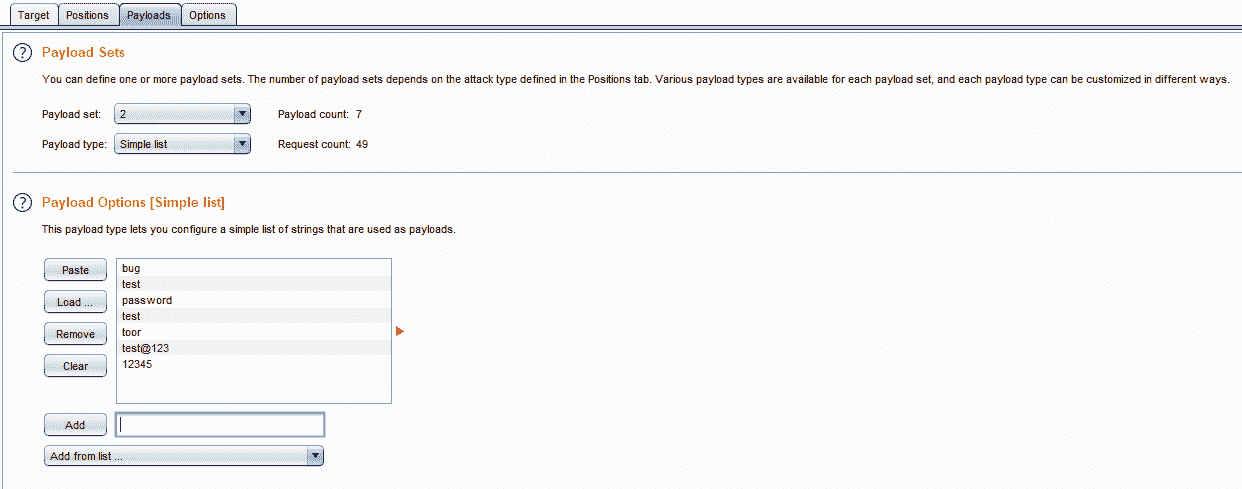 Target Positions Payloads Options
? Payload Sets
You can define one or more payload sets. The number of payload sets depends on the attack type defined in the Positions tab. Various payload types are available for each payload set, and each payload type can be customized in different ways.
Payload set: 2 Payload count: 7
Payload type: Simple list Request count: 49
? Payload Options [Simple list]
This payload type lets you configure a simple list of strings that are used as payloads.
Paste bug
test
Load ... password
test
Remove toor
test@123
Clear 12345
Add
Add from list ...